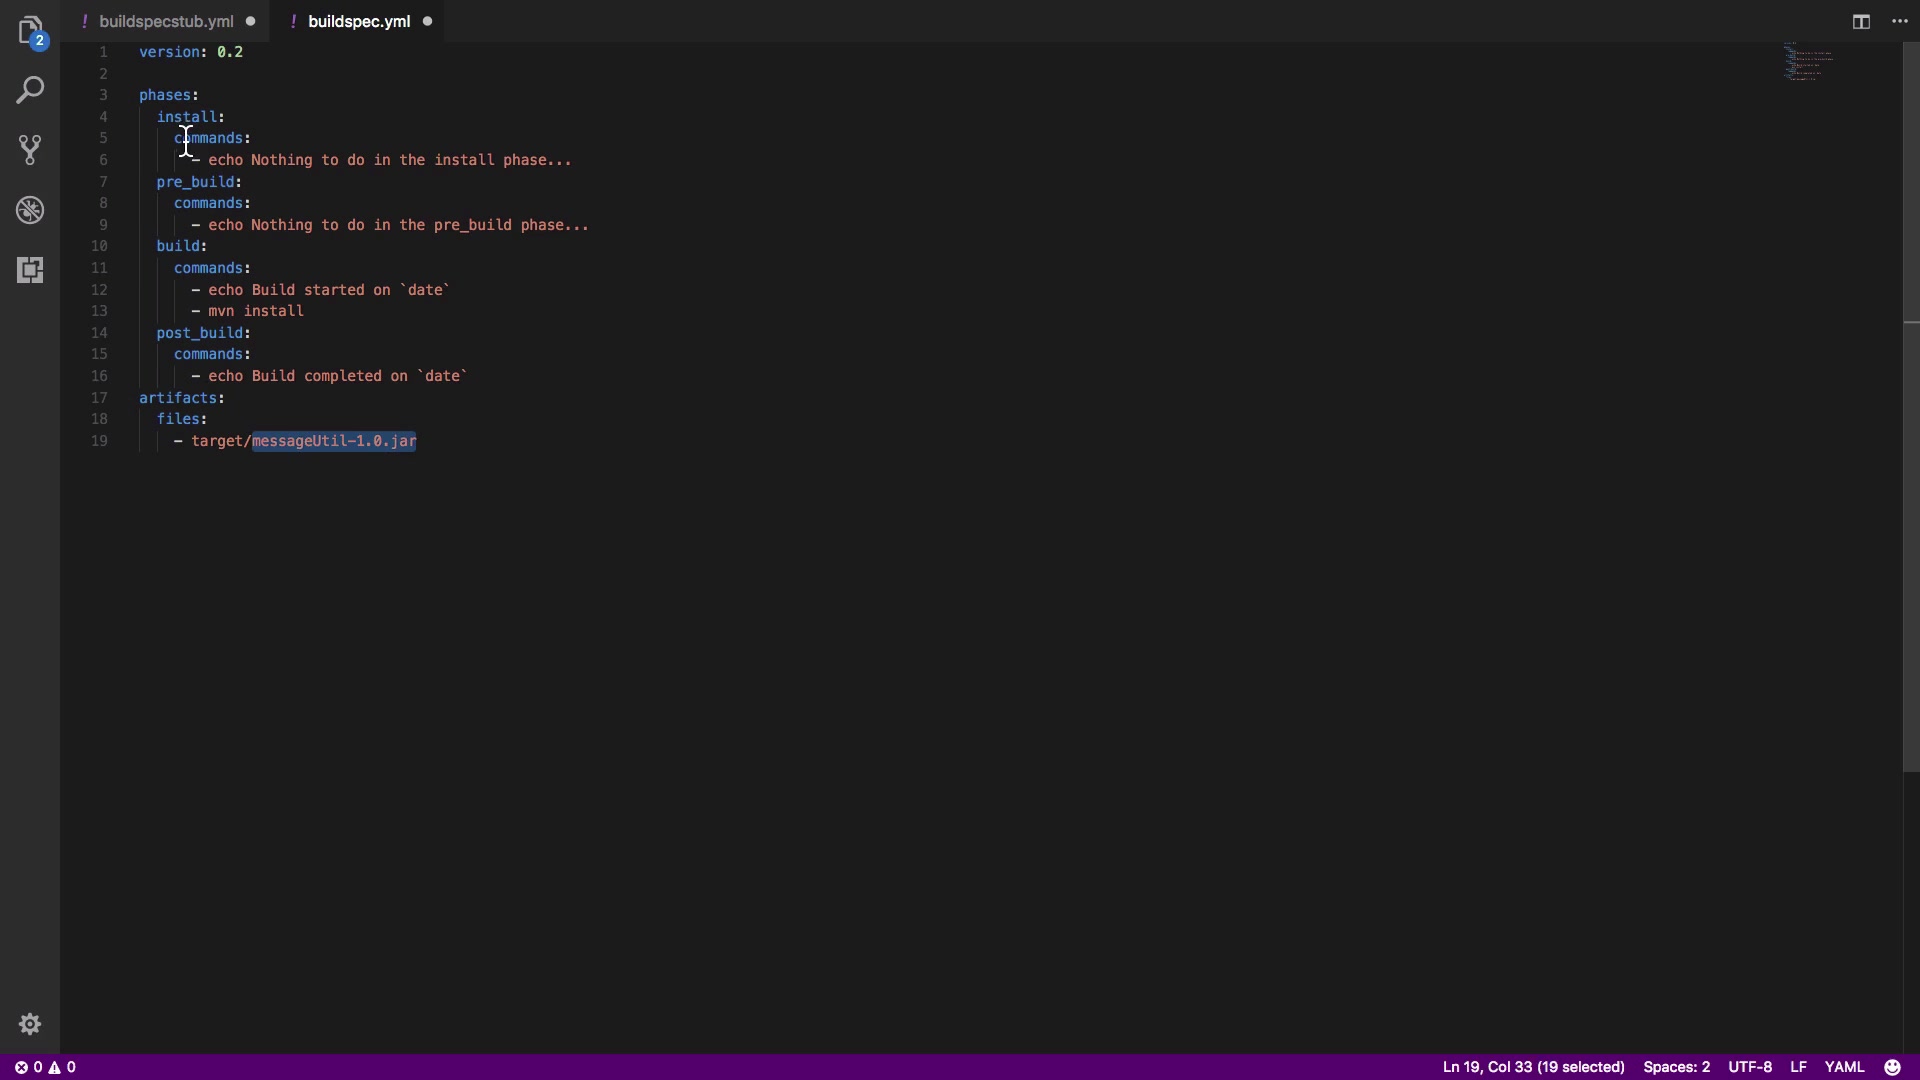 ! buildspecstub.yml ! buildspec.yml
2
1 version: 0.2
2
3 phases:
4 install:
5 commands:
6 - echo Nothing to do in the install phase...
7 pre_build:
8 commands:
9 - echo Nothing to do in the pre_build phase...
10 build:
11 commands:
12 - echo Build started on `date`
13 - mvn install
14 post_build:
15 commands:
16 - echo Build completed on `date`
17 artifacts:
18 files:
19 - target/messageUtil-1.0.jar
0 0 Ln 19, Col 33 (19 selected) Spaces: 2 UTF-8 LF YAML